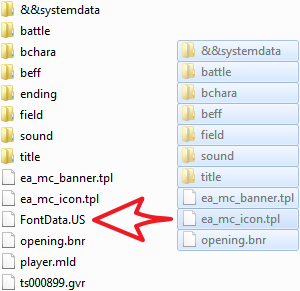 &&systemdata
battle
bchara
beff
ending
field
sound
title
ea_mc_banner.tpl
ea_mc_icon.tpl
FontData.US
opening.bnr
player.mld
ts000899.gvr
&&systemdata
battle
bchara
beff
field
sound
title
ea_mc_banner.tpl
ea_mc_icon.tpl
opening.bnr